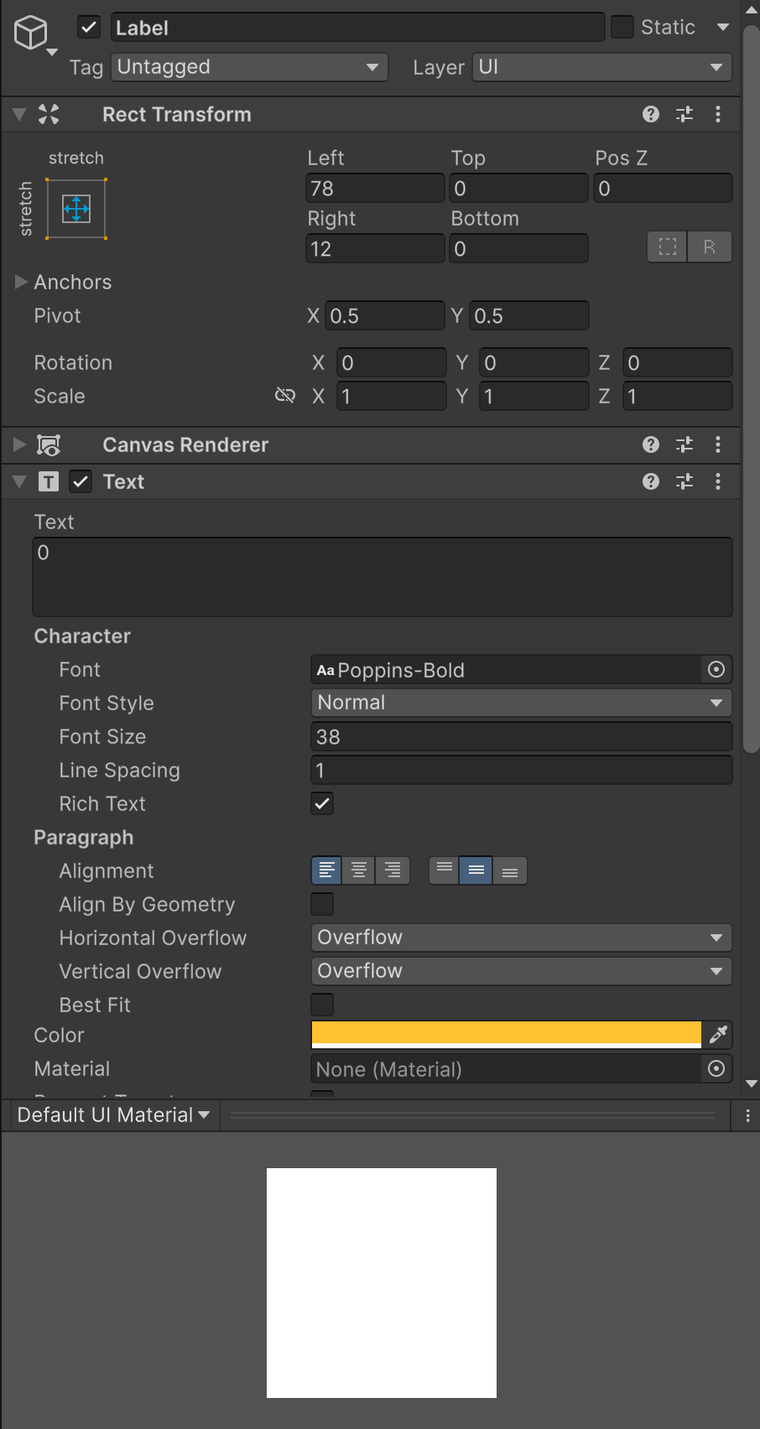 Label Static
Tag Untagged Layer UI
Rect Transform
stretch
stretch
Left Top Pos Z
78 0 0
Right Bottom
12 0 R
Anchors
Pivot X 0.5 Y 0.5
Rotation X 0 Y 0 Z 0
Scale X 1 Y 1 Z 1
Canvas Renderer
T Text
Text
0
Character
Font Aa Poppins-Bold
Font Style Normal
Font Size 38
Line Spacing 1
Rich Text
Paragraph
Alignment
Align By Geometry
Horizontal Overflow Overflow
Vertical Overflow Overflow
Best Fit
Color
Material None (Material)
Default UI Material